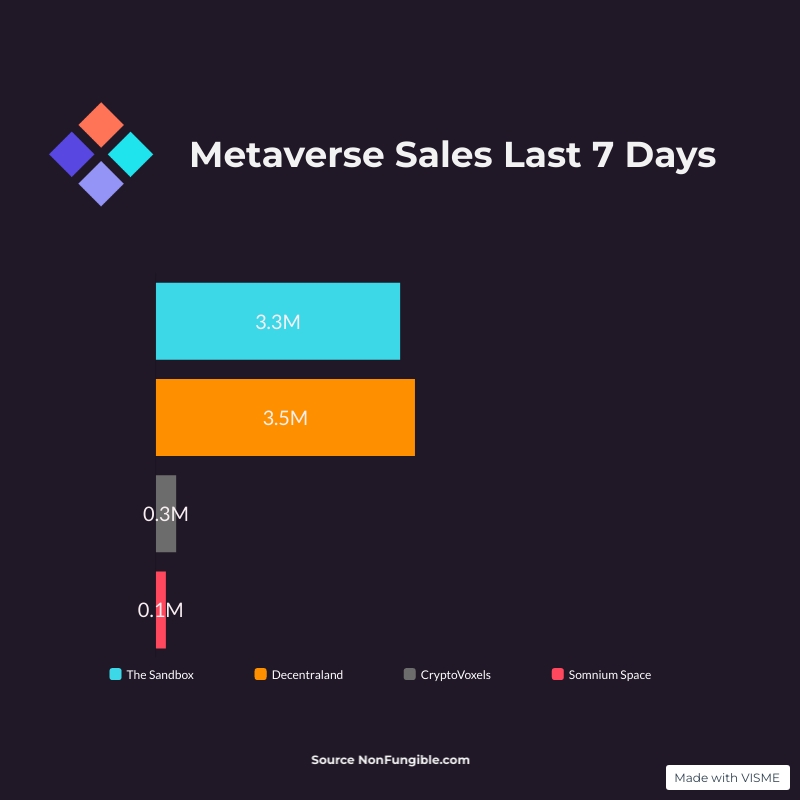 Metaverse Sales Last 7 Days
3.3M
3.5M
0.3M
0.1M
The Sandbox Decentraland CryptoVoxels Somnium Space
Source NonFungible.com
Made with VISME